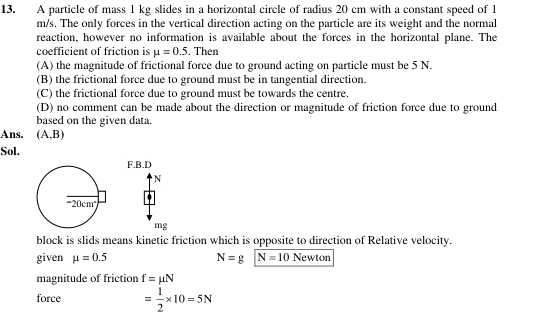 13. A particle of mass 1 kg slides in a horizontal circle of radius 20 cm with a constant speed of 1
m/s. The only forces in the vertical direction acting on the particle are its weight and the normal
reaction, however no information is available about the forces in the horizontal plane. The
coefficient of friction is μ = 0.5. Then
(A) the magnitude of frictional force due to ground acting on particle must be 5 N.
(B) the frictional force due to ground must be in tangential direction.
(C) the frictional force due to ground must be towards the centre.
(D) no comment can be made about the direction or magnitude of friction force due to ground
based on the given data.
Ans. (A,B)
Sol.
F.B.D
N
20cm
mg
block is slids means kinetic friction which is opposite to direction of Relative velocity.
given μ = 0.5 N = g N = 10 Newton
magnitude of friction f = μN
force = 1/2 × 10 = 5N